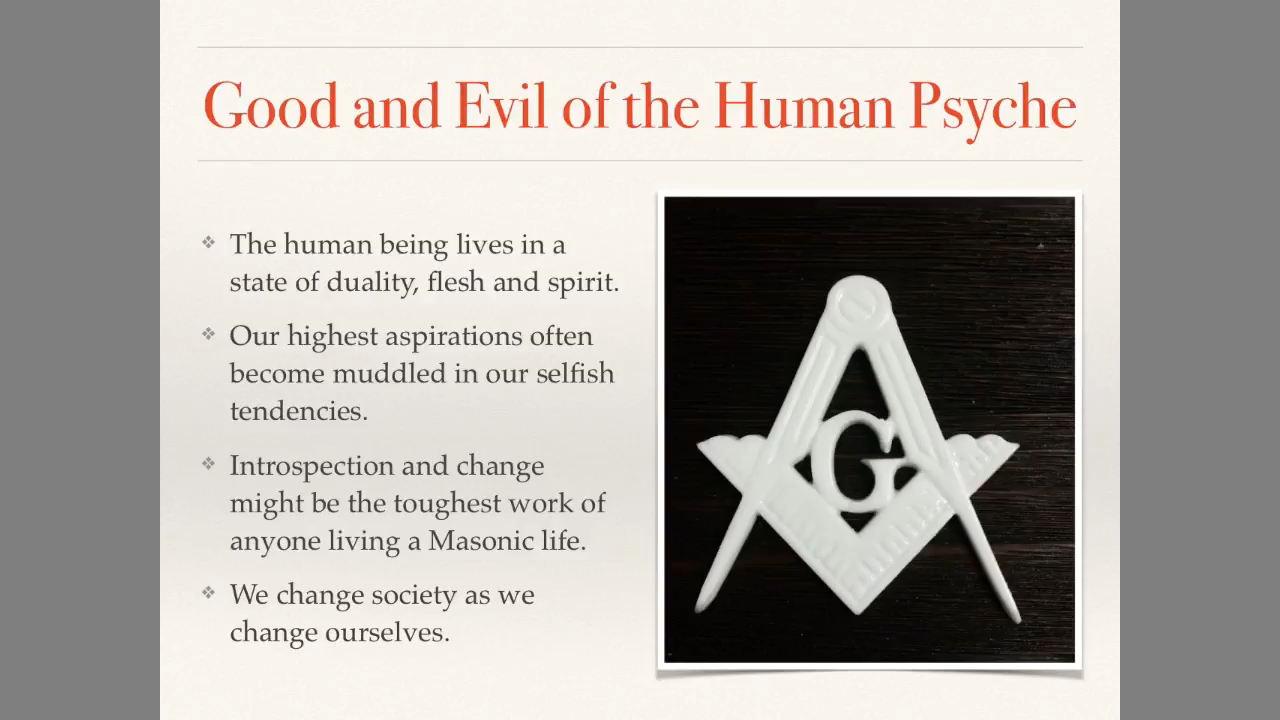 Good and Evil of the Human Psyche
❖ The human being lives in a
state of duality, flesh and spirit.
❖ Our highest aspirations often
become muddled in our selfish
tendencies.
❖ Introspection and change
might be the toughest work of
anyone living a Masonic life.
❖ We change society as we
change ourselves.
G